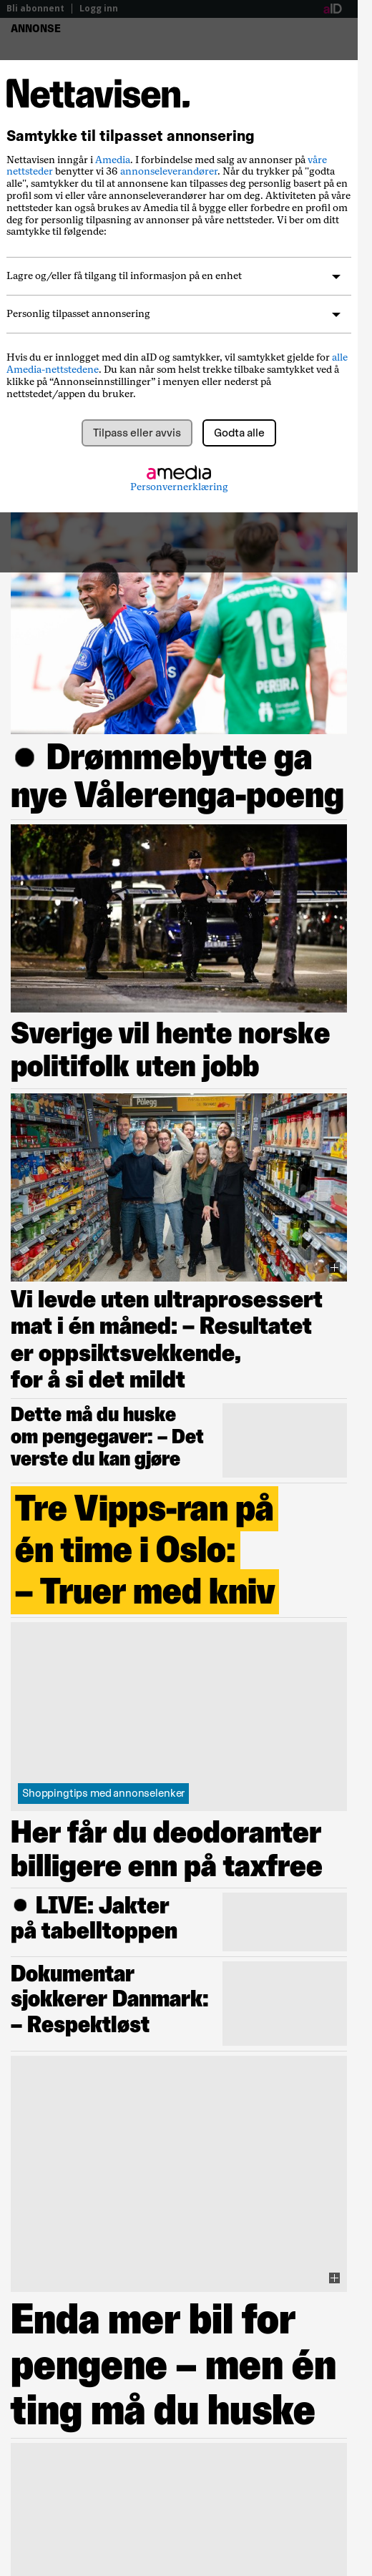 Bli abonnent | Logg inn
aID
ANNONSE
Nettavisen.
Samtykke til tilpasset annonsering
Nettavisen inngår i Amedia. I forbindelse med salg av annonser på våre
nettsteder benytter vi 36 annonseleverandører. Når du trykker på "godta
alle", samtykker du til at annonsene kan tilpasses deg personlig basert på en
profil som vi eller våre annonseleverandører har om deg. Aktiviteten på våre
nettsteder kan også brukes av Amedia til å bygge eller forbedre en profil om
deg for personlig tilpasning av annonser på våre nettsteder. Vi ber om ditt
samtykke til følgende:
Lagre og/eller få tilgang til informasjon på en enhet
Personlig tilpasset annonsering
Hvis du er innlogget med din aID og samtykker, vil samtykket gjelde for alle
Amedia-nettstedene. Du kan når som helst trekke tilbake samtykket ved å
klikke på “Annonseinnstillinger” i menyen eller nederst på
nettstedet/appen du bruker.
Tilpass eller avvis
Godta alle
amedia
Personvernerklæring
SpareBank 1
19
PEREIRA
Drømmebytte ga
nye Vålerenga-poeng
Sverige vil hente norske
politifolk uten jobb
Pålegg
Vi levde uten ultraprosessert
mat i én måned: – Resultatet
er oppsiktsvekkende,
for å si det mildt
Dette må du huske
om pengegaver: – Det
verste du kan gjøre
Tre Vipps-ran på
én time i Oslo:
– Truer med kniv
Shoppingtips med annonselenker
Her får du deodoranter
billigere enn på taxfree
LIVE: Jakter
på tabelltoppen
Dokumentar
sjokkerer Danmark:
– Respektløst
Enda mer bil for
pengene – men én
ting må du huske